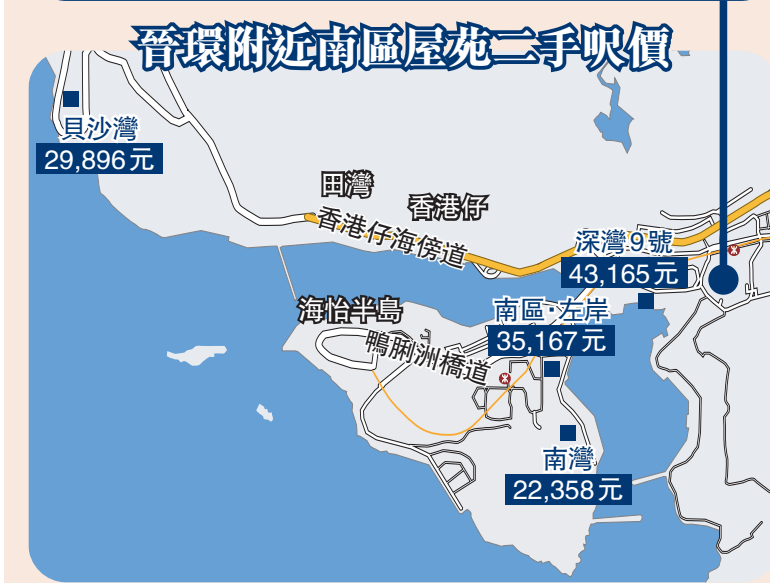 晉環附近南區屋苑二手呎價
貝沙灣
29,896元
田灣
香港仔
香港仔海傍道
深灣9號
43,165元
海怡半島
南區·左岸
35,167元
鴨脷洲橋道
南灣
22,358元